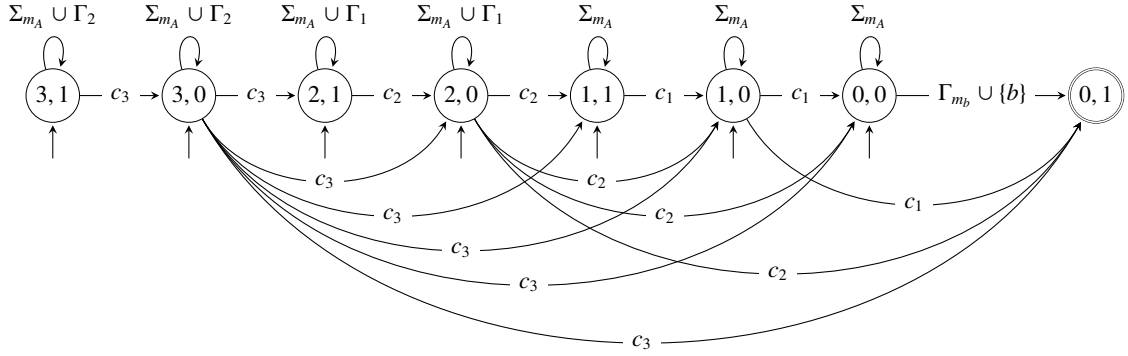 Σ_{m_A} ∪ Γ_2 Σ_{m_A} ∪ Γ_2 Σ_{m_A} ∪ Γ_1 Σ_{m_A} ∪ Γ_1 Σ_{m_A} Σ_{m_A} Σ_{m_A}
3, 1 c_3 3, 0 c_3 2, 1 c_2 2, 0 c_2 1, 1 c_1 1, 0 c_1 0, 0 Γ_{m_b} ∪ {b} 0, 1
c_3 c_2
c_1
c_3 c_2
c_3
c_2
c_3
c_3